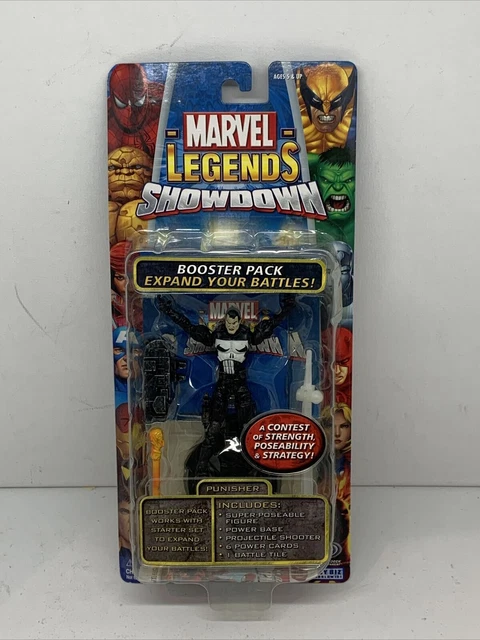 AGES 5 & UP
MARVEL
LEGENDS
SHOWDOWN
BOOSTER PACK
EXPAND YOUR BATTLES!
MARVEL
A CONTEST
OF STRENGTH,
POSEABILITY
& STRATEGY!
PUNISHER
BOOSTER PACK
WORKS WITH
STARTER SET
TO EXPAND
YOUR BATTLES!
INCLUDES:
• SUPER POSEABLE
FIGURE
• POWER BASE
• PROJECTILE SHOOTER
• 6 POWER CARDS
• 1 BATTLE TILE